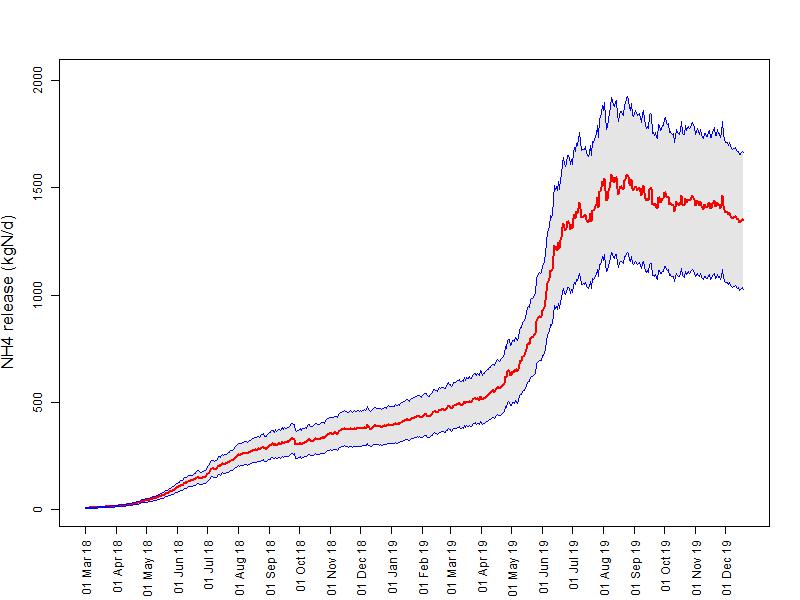 NH4 release (kgN/d)
2000
1500
1000
500
0
01 Mar 18
01 Apr 18
01 May 18
01 Jun 18
01 Jul 18
01 Aug 18
01 Sep 18
01 Oct 18
01 Nov 18
01 Dec 18
01 Jan 19
01 Feb 19
01 Mar 19
01 Apr 19
01 May 19
01 Jun 19
01 Jul 19
01 Aug 19
01 Sep 19
01 Oct 19
01 Nov 19
01 Dec 19